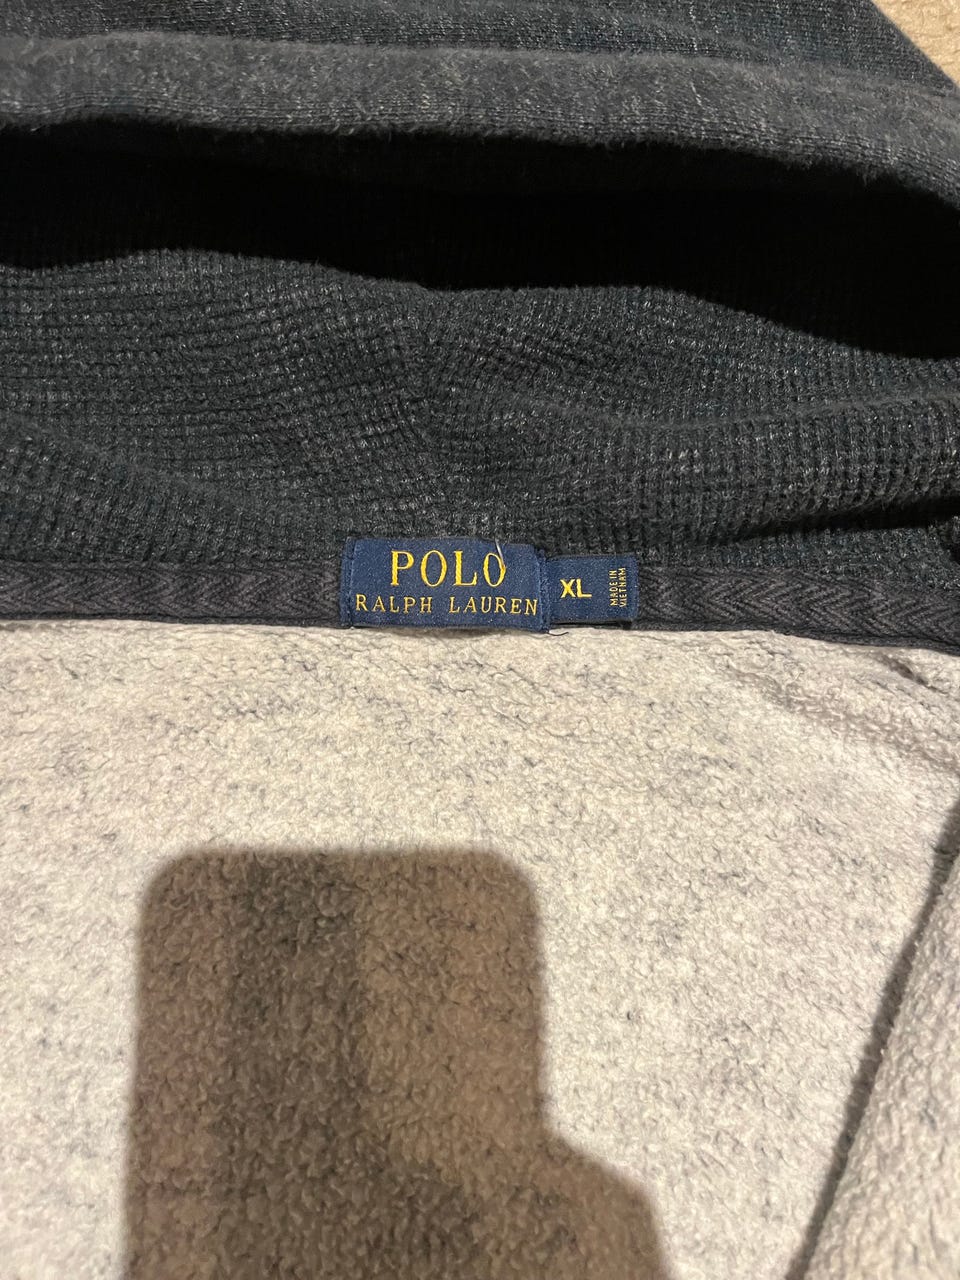 POLO
RALPH LAUREN
XL
MADE IN
VIETNAM